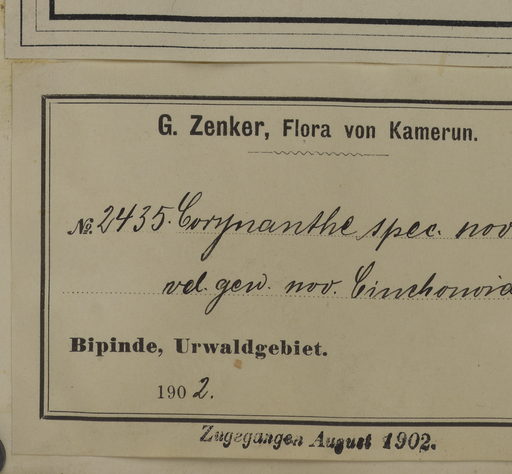 G. Zenker, Flora von Kamerun.
No. 2435. Corynanthe spec. nov
vel. gen. nov. Cinchonoid
Bipinde, Urwaldgebiet.
1902.
Zugegangen August 1902.